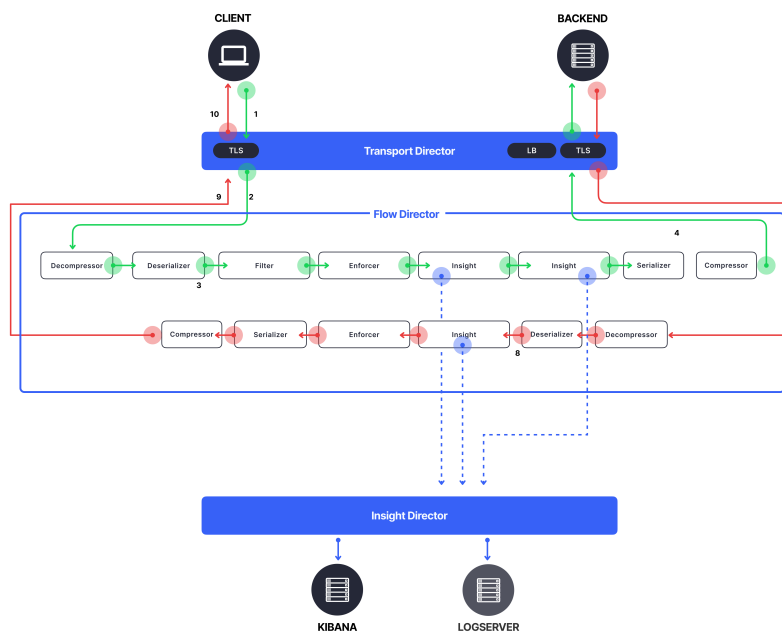 CLIENT
BACKEND
10
1
TLS
Transport Director
LB
TLS
9
2
Flow Director
4
Decompressor
Deserializer
Filter
Enforcer
Insight
Insight
Serializer
Compressor
3
Compressor
Serializer
Enforcer
Insight
Deserializer
Decompressor
8
Insight Director
KIBANA
LOGSERVER